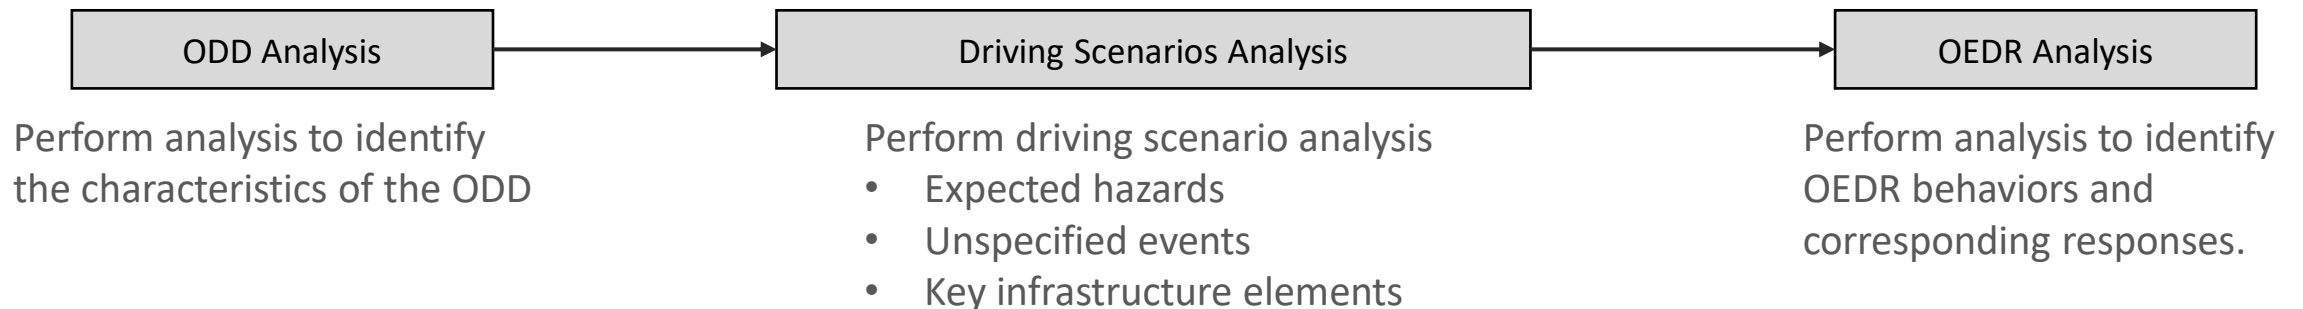 ODD Analysis
Driving Scenarios Analysis
OEDR Analysis
Perform analysis to identify
the characteristics of the ODD
Perform driving scenario analysis
• Expected hazards
• Unspecified events
• Key infrastructure elements
Perform analysis to identify
OEDR behaviors and
corresponding responses.